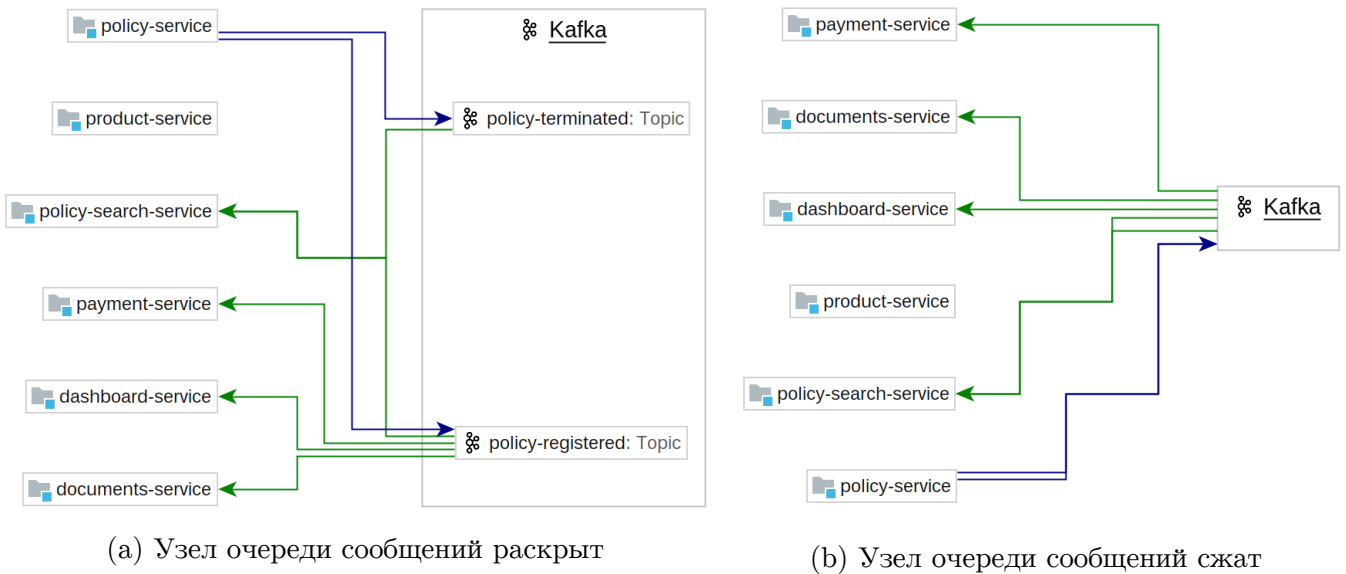 policy-service
Kafka
product-service
policy-terminated: Topic
policy-search-service
payment-service
dashboard-service
policy-registered: Topic
documents-service
(a) Узел очереди сообщений раскрыт
payment-service
documents-service
dashboard-service
Kafka
product-service
policy-search-service
policy-service
(b) Узел очереди сообщений сжат